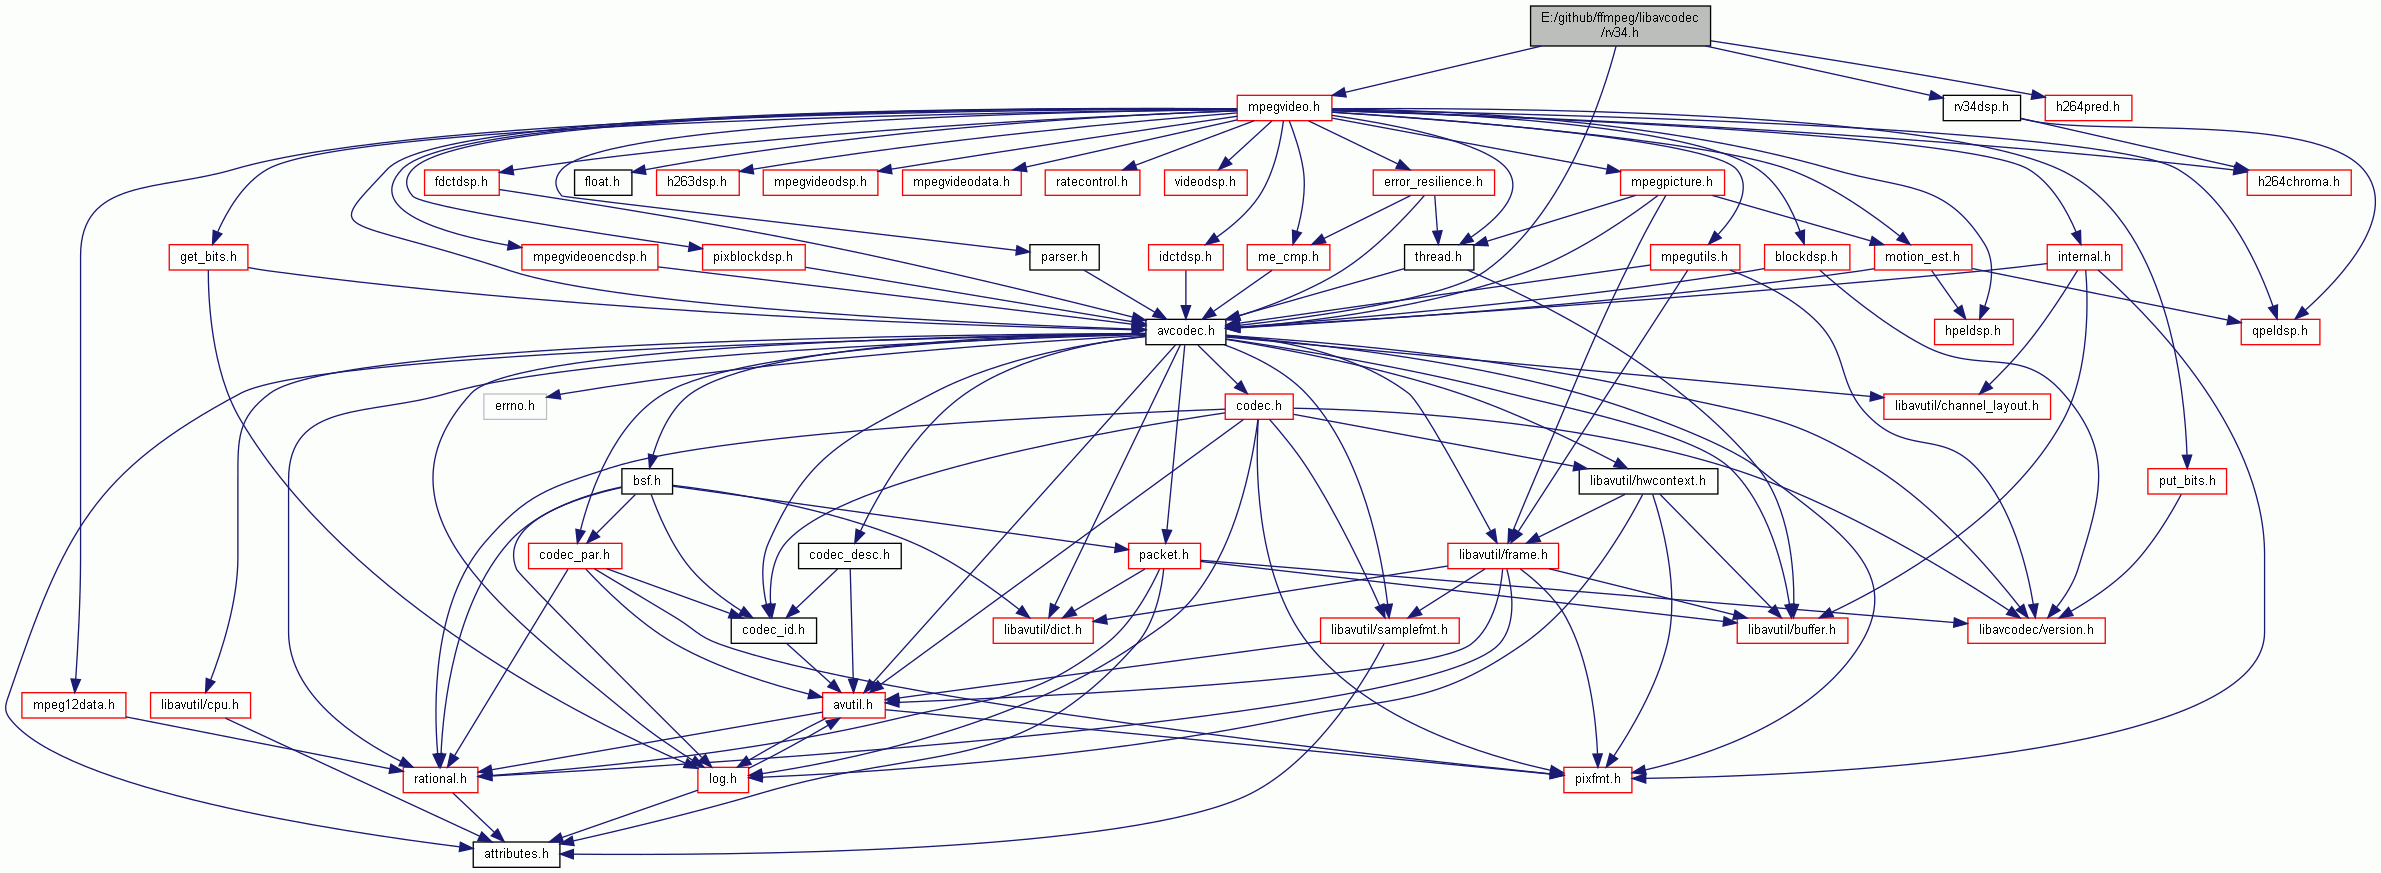 E:/github/ffmpeg/libavcodec
/rv34.h
mpegvideo.h
rv34dsp.h
h264pred.h
fdctdsp.h
float.h
h263dsp.h
mpegvideodsp.h
mpegvideodata.h
ratecontrol.h
videodsp.h
error_resilience.h
mpegpicture.h
h264chroma.h
get_bits.h
mpegvideoencdsp.h
pixblockdsp.h
parser.h
idctdsp.h
me_cmp.h
thread.h
mpegutils.h
blockdsp.h
motion_est.h
internal.h
avcodec.h
hpeldsp.h
qpeldsp.h
errno.h
codec.h
libavutil/channel_layout.h
bsf.h
libavutil/hwcontext.h
put_bits.h
codec_par.h
codec_desc.h
packet.h
libavutil/frame.h
codec_id.h
libavutil/dict.h
libavutil/samplefmt.h
libavutil/buffer.h
libavcodec/version.h
mpeg12data.h
libavutil/cpu.h
avutil.h
rational.h
log.h
pixfmt.h
attributes.h